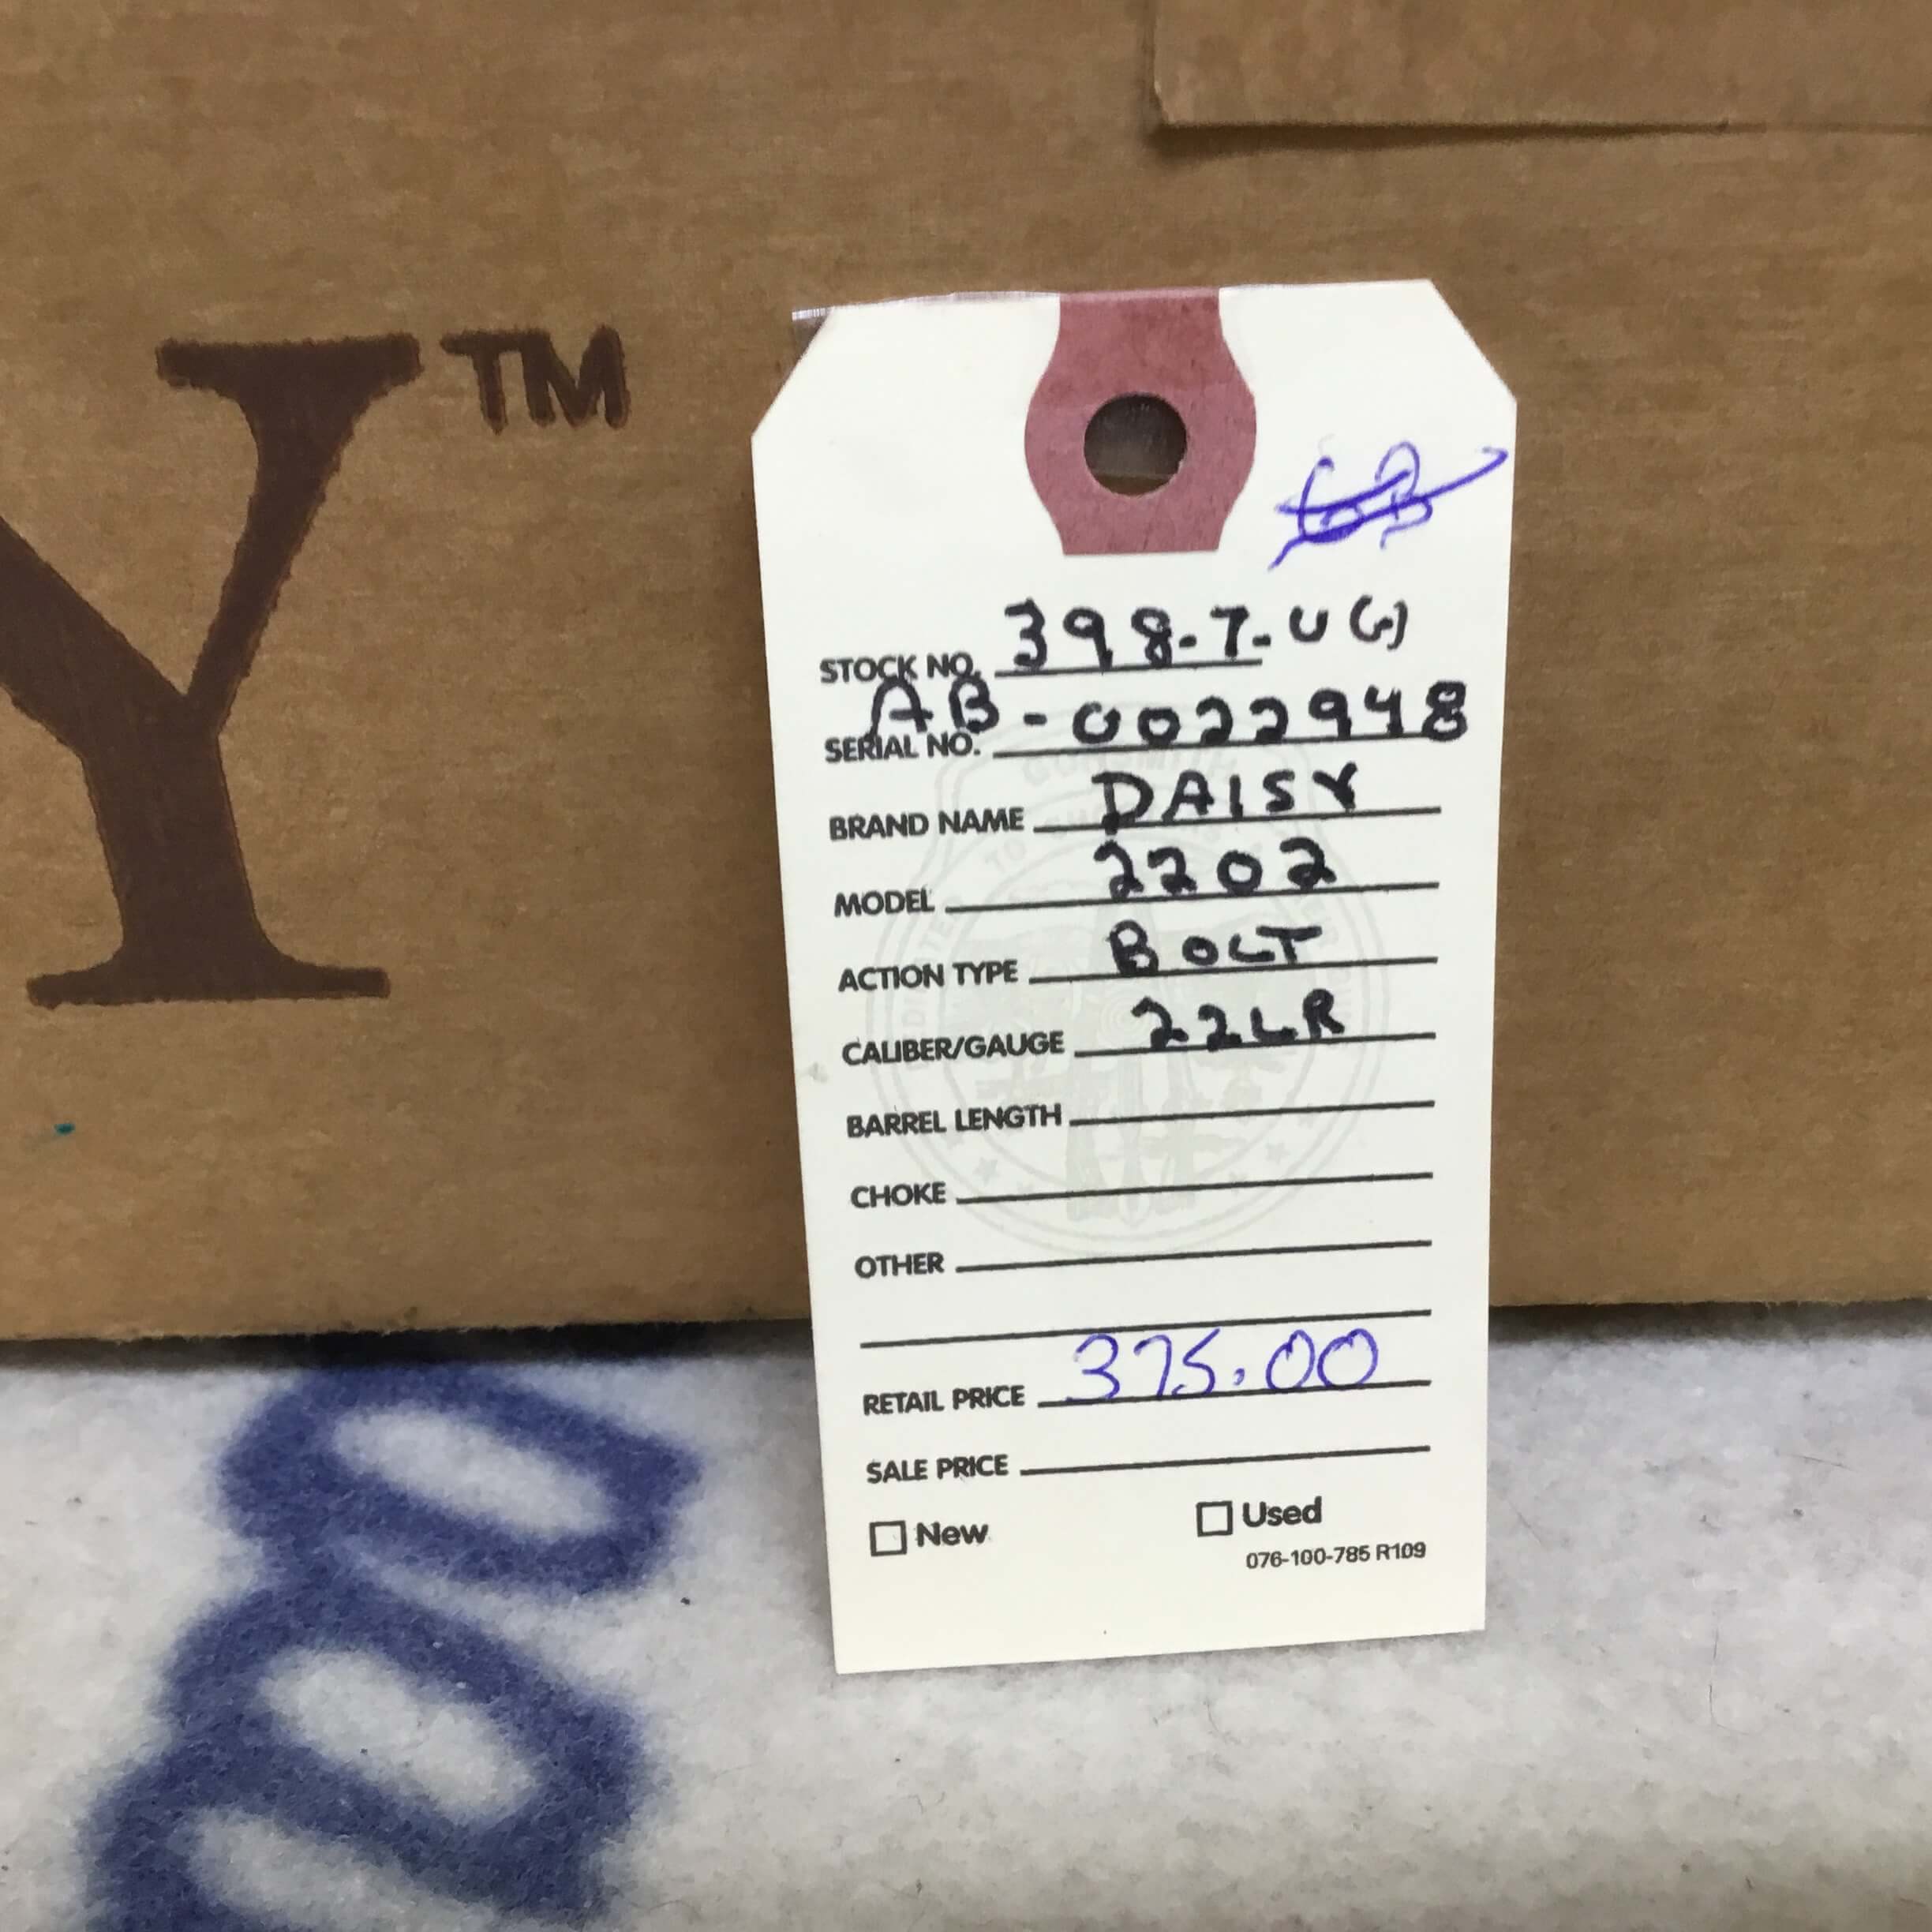 Y™
STOCK NO. 398-7-U (-)
SERIAL NO. AB-0022948
BRAND NAME DAISY
MODEL 2202
ACTION TYPE BOLT
CALIBER/GAUGE 22LR
BARREL LENGTH
CHOKE
OTHER
RETAIL PRICE 375.00
SALE PRICE
New Used
076-100-785 R109